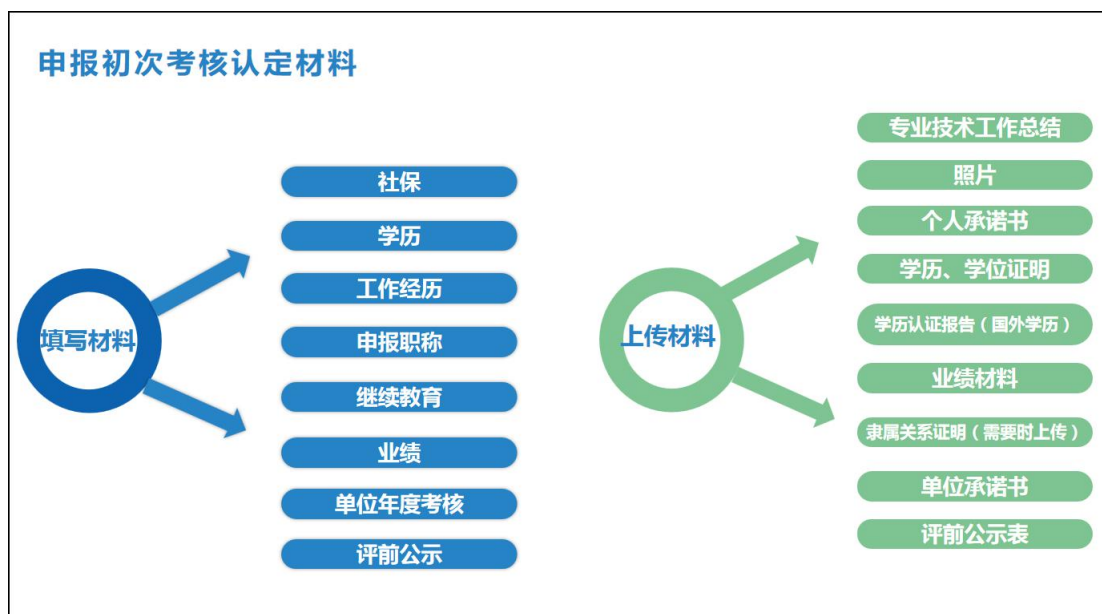 申报初次考核认定材料
填写材料
社保
学历
工作经历
申报职称
继续教育
业绩
单位年度考核
评前公示
上传材料
专业技术工作总结
照片
个人承诺书
学历、学位证明
学历认证报告（国外学历）
业绩材料
隶属关系证明（需要时上传）
单位承诺书
评前公示表